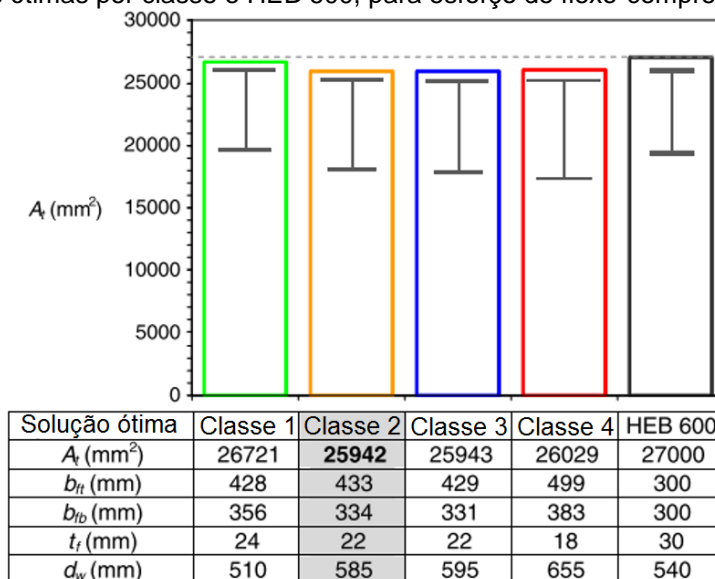 ótimas por classe e HEB 600, para esforço de flexo-compre
30000
25000
20000
A_t (mm²) 15000
10000
5000
0
Solução ótima Classe 1 Classe 2 Classe 3 Classe 4 HEB 600
A_t (mm²) 26721 25942 25943 26029 27000
b_ft (mm) 428 433 429 499 300
b_fb (mm) 356 334 331 383 300
t_f (mm) 24 22 22 18 30
d_w (mm) 510 585 595 655 540